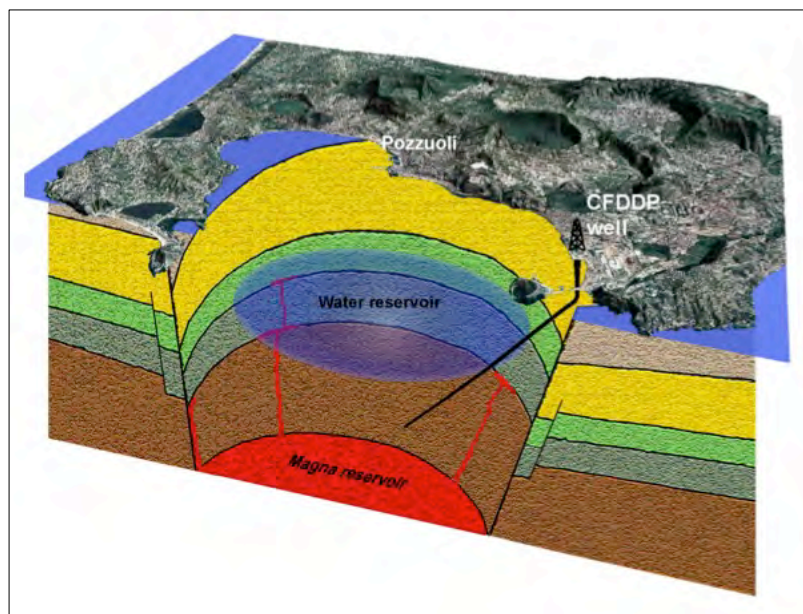 Pozzuoli
CFDDP
well
Water reservoir
Magna reservoir